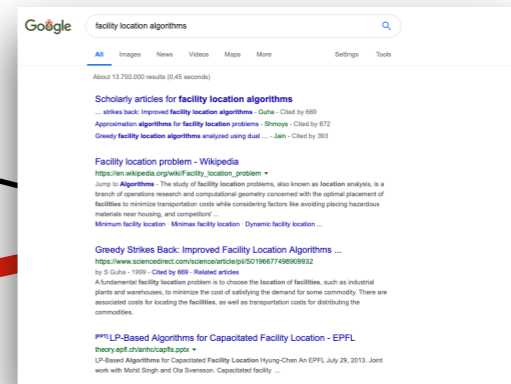 Google
facility location algorithms
All Images News Videos Maps More Settings Tools
About 13.700.000 results (0,45 seconds)
Scholarly articles for facility location algorithms
... strikes back: Improved facility location algorithms - Guha - Cited by 669
Approximation algorithms for facility location problems - Shmoys - Cited by 872
Greedy facility location algorithms analyzed using dual ... - Jain - Cited by 393
Facility location problem - Wikipedia
https://en.wikipedia.org/wiki/Facility_location_problem
Jump to Algorithms - The study of facility location problems, also known as location analysis, is a
branch of operations research and computational geometry concerned with the optimal placement of
facilities to minimize transportation costs while considering factors like avoiding placing hazardous
materials near housing, and competitors' ...
Minimum facility location · Minimax facility location · Dynamic facility location ...
Greedy Strikes Back: Improved Facility Location Algorithms ...
https://www.sciencedirect.com/science/article/pii/S0196677498909932
by S Guha - 1999 - Cited by 669 - Related articles
A fundamental facility location problem is to choose the location of facilities, such as industrial
plants and warehouses, to minimize the cost of satisfying the demand for some commodity. There are
associated costs for locating the facilities, as well as transportation costs for distributing the
commodities.
[PPT] LP-Based Algorithms for Capacitated Facility Location - EPFL
theory.epfl.ch/anhc/capfls.pptx
LP-Based Algorithms for Capacitated Facility Location Hyung-Chan An EPFL July 29, 2013. Joint
work with Mohit Singh and Ola Svensson. Capacitated facility ...